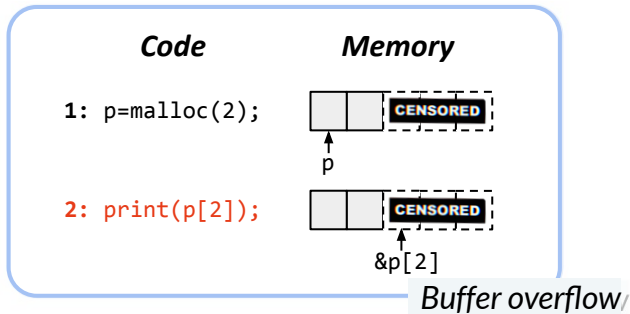 Code Memory
1: p=malloc(2); CENSORED
p
2: print(p[2]); CENSORED
&p[2]
Buffer overflow/